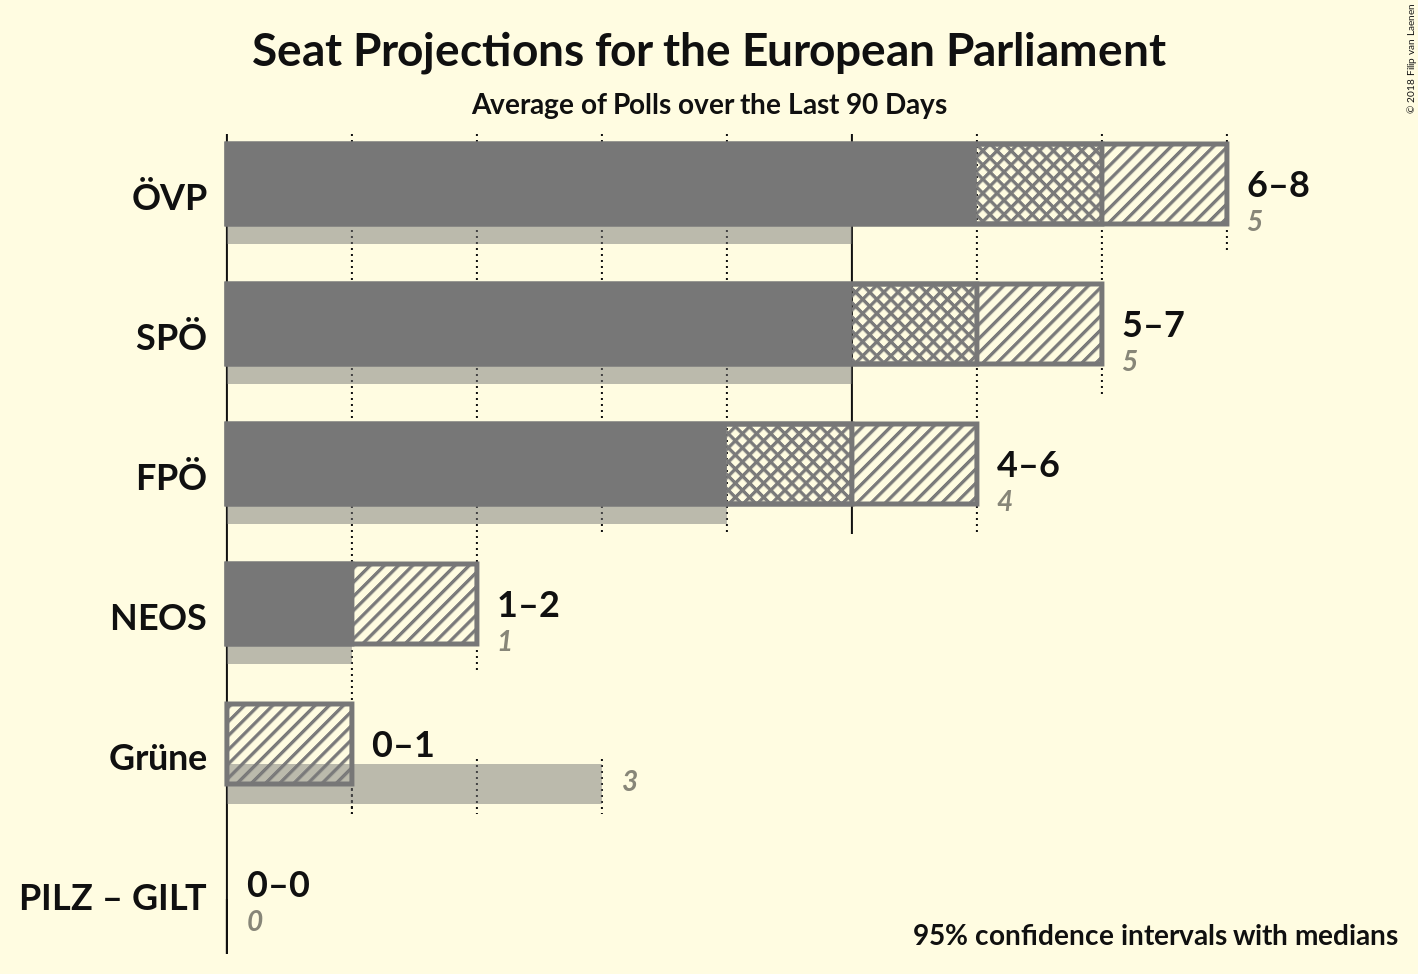 Seat Projections for the European Parliament
Average of Polls over the Last 90 Days
© 2018 Filip van Laenen
ÖVP
6–8
5
SPÖ
5–7
5
FPÖ
4–6
4
NEOS
1–2
1
Grüne
0–1
3
PILZ – GILT
0–0
0
95% confidence intervals with medians